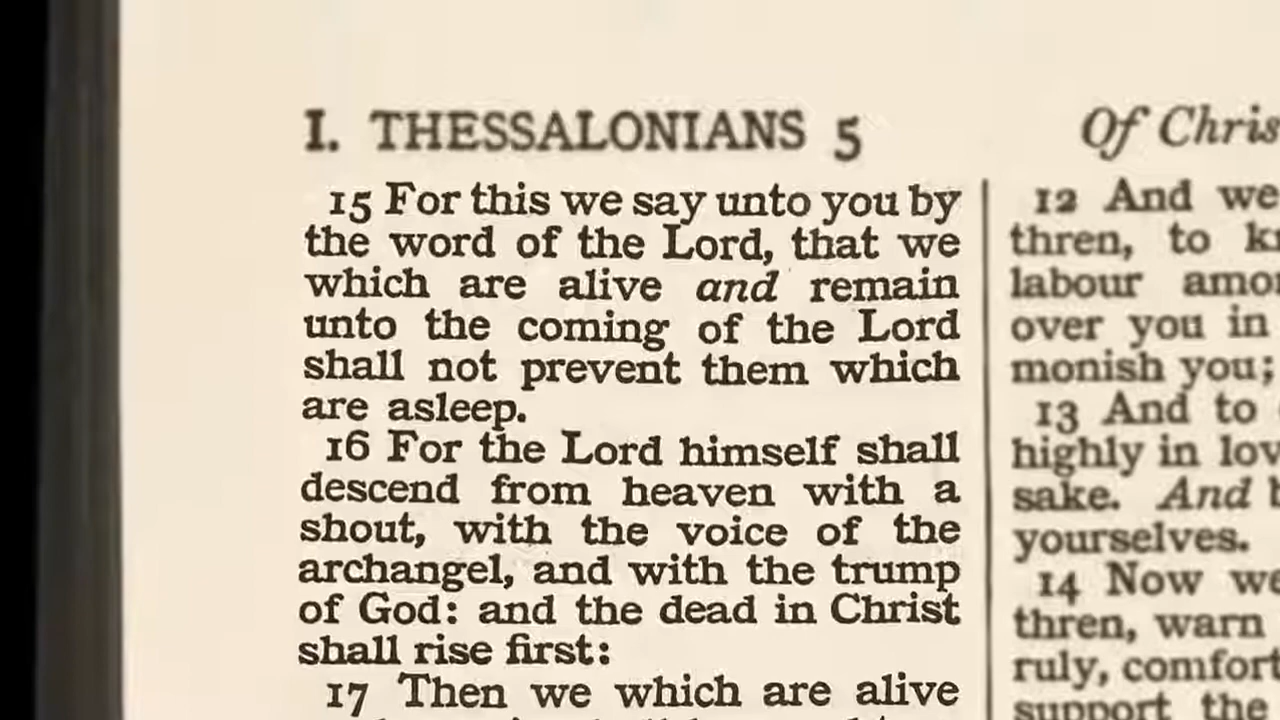 I. THESSALONIANS 5
Of
15 For this we say unto you by
the word of the Lord, that we
which are alive and remain
unto the coming of the Lord
shall not prevent them which
are asleep.
16 For the Lord himself shall
descend from heaven with a
shout, with the voice of the
archangel, and with the trump
of God: and the dead in Christ
shall rise first:
17 Then we which are alive
12 And we
thren, to
labour
over you in
monish you;
13 And to
highly in
sake. And
yourselves.
14 Now
thren, warn
ruly,
support the